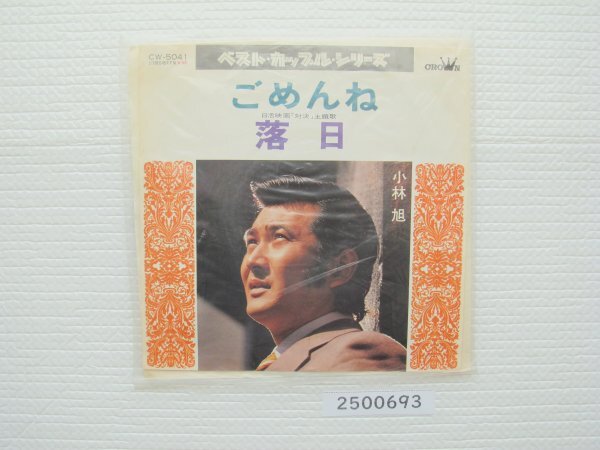 CW-5041
ベスト・カップル・シリーズ
CROWN
ごめんね
日活映画「対決」主題歌
落日
小林旭
2500693